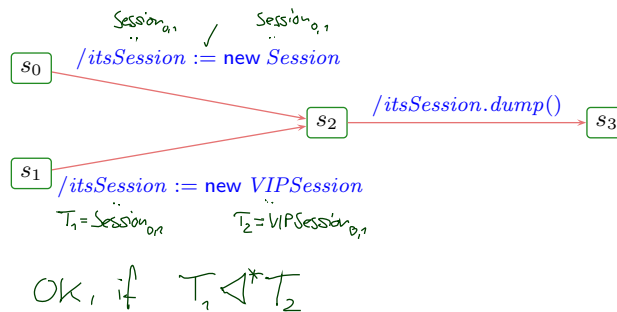 Session₀,₁ Session₀,₁
/itsSession := new Session
s₀
/itsSession.dump()
s₂
s₃
s₁
/itsSession := new VIPSession
T₁=Session₀,₁ T₂=VIPSession₀,₁
OK, if T₁ ◁* T₂